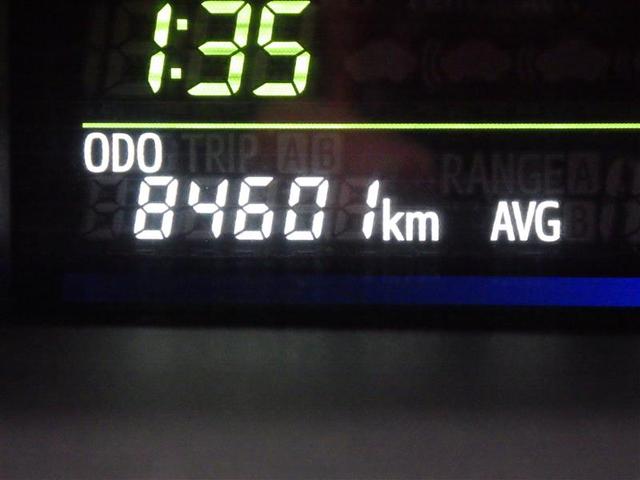 1:35
ODO TRIP A B
RANGE A
84601km AVG B